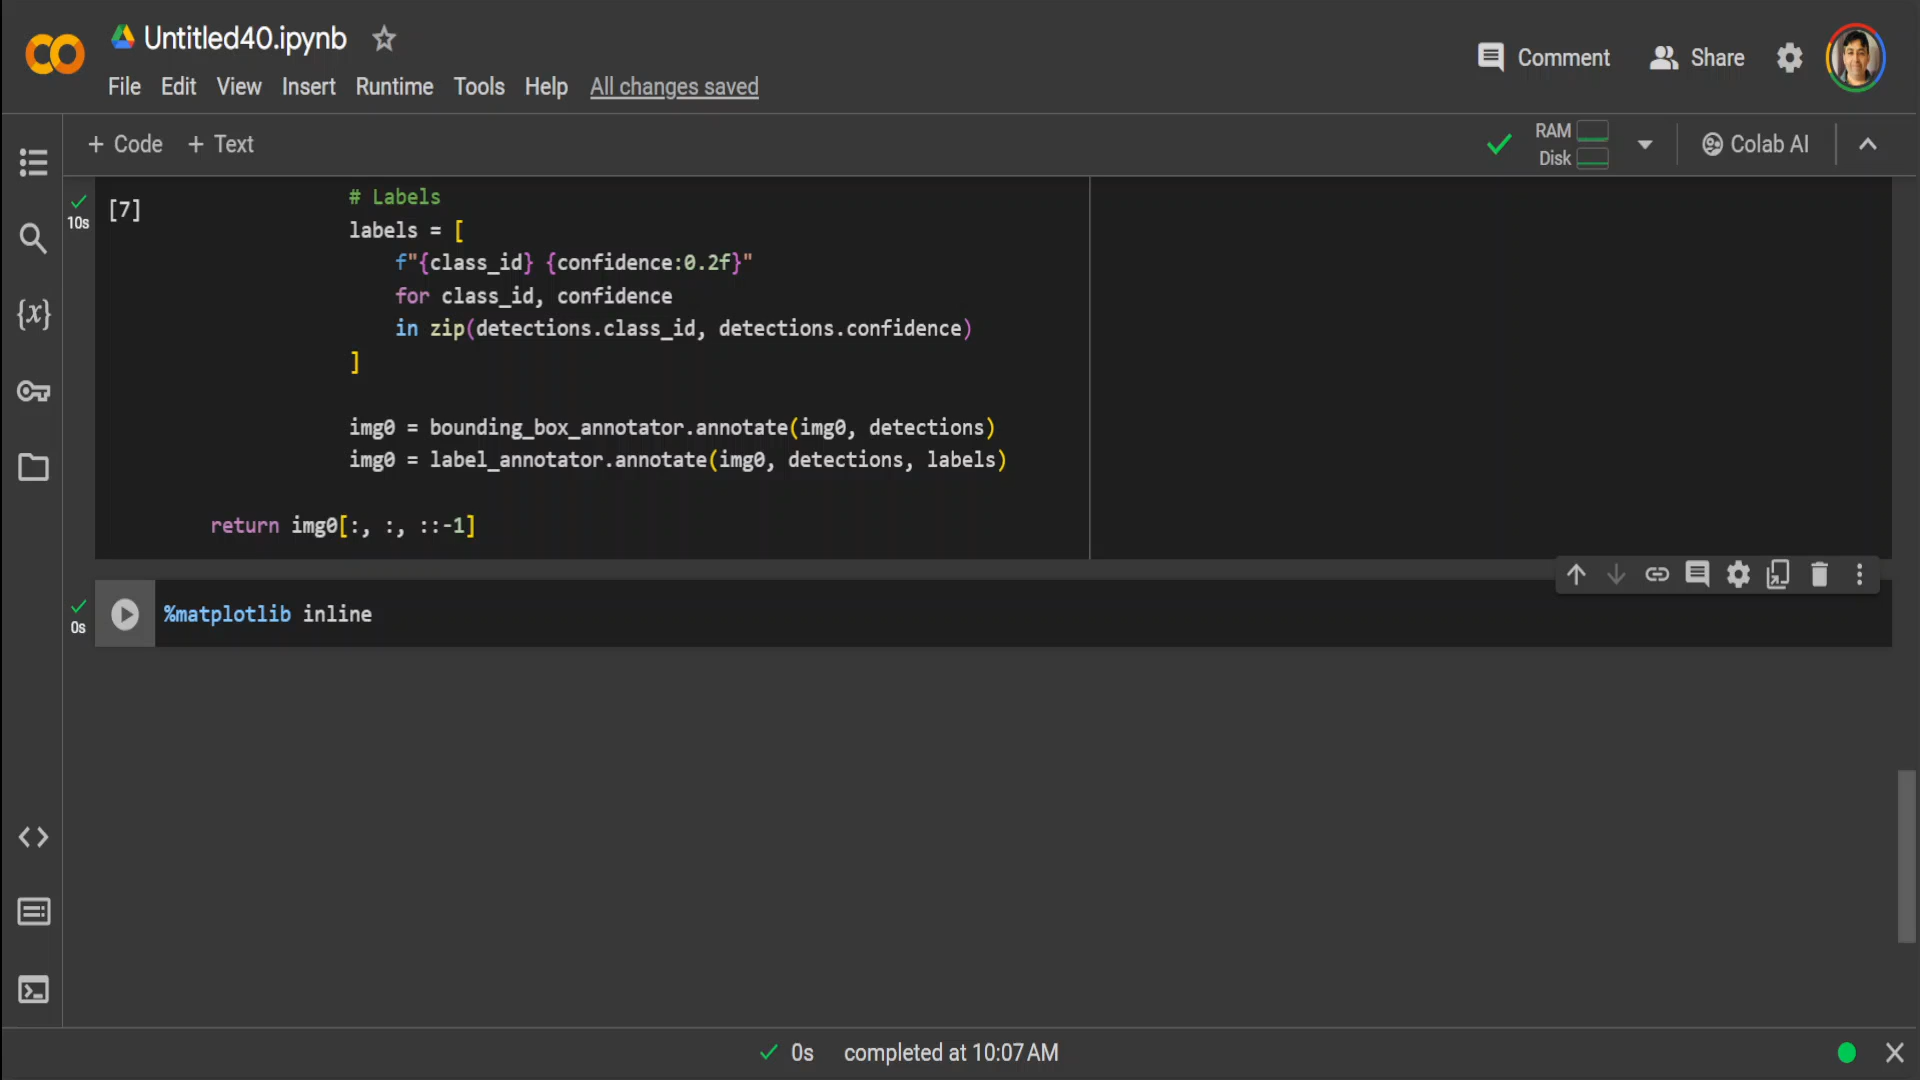 Untitled40.ipynb
Comment
Share
File Edit View Insert Runtime Tools Help All changes saved
+ Code + Text
RAM
Disk
Colab AI
{x}
10s
[7]
# Labels
labels = [
f"{class_id} {confidence:0.2f}"
for class_id, confidence
in zip(detections.class_id, detections.confidence)
]
img0 = bounding_box_annotator.annotate(img0, detections)
img0 = label_annotator.annotate(img0, detections, labels)
return img0[:, :, ::-1]
0s
%matplotlib inline
0s completed at 10:07 AM